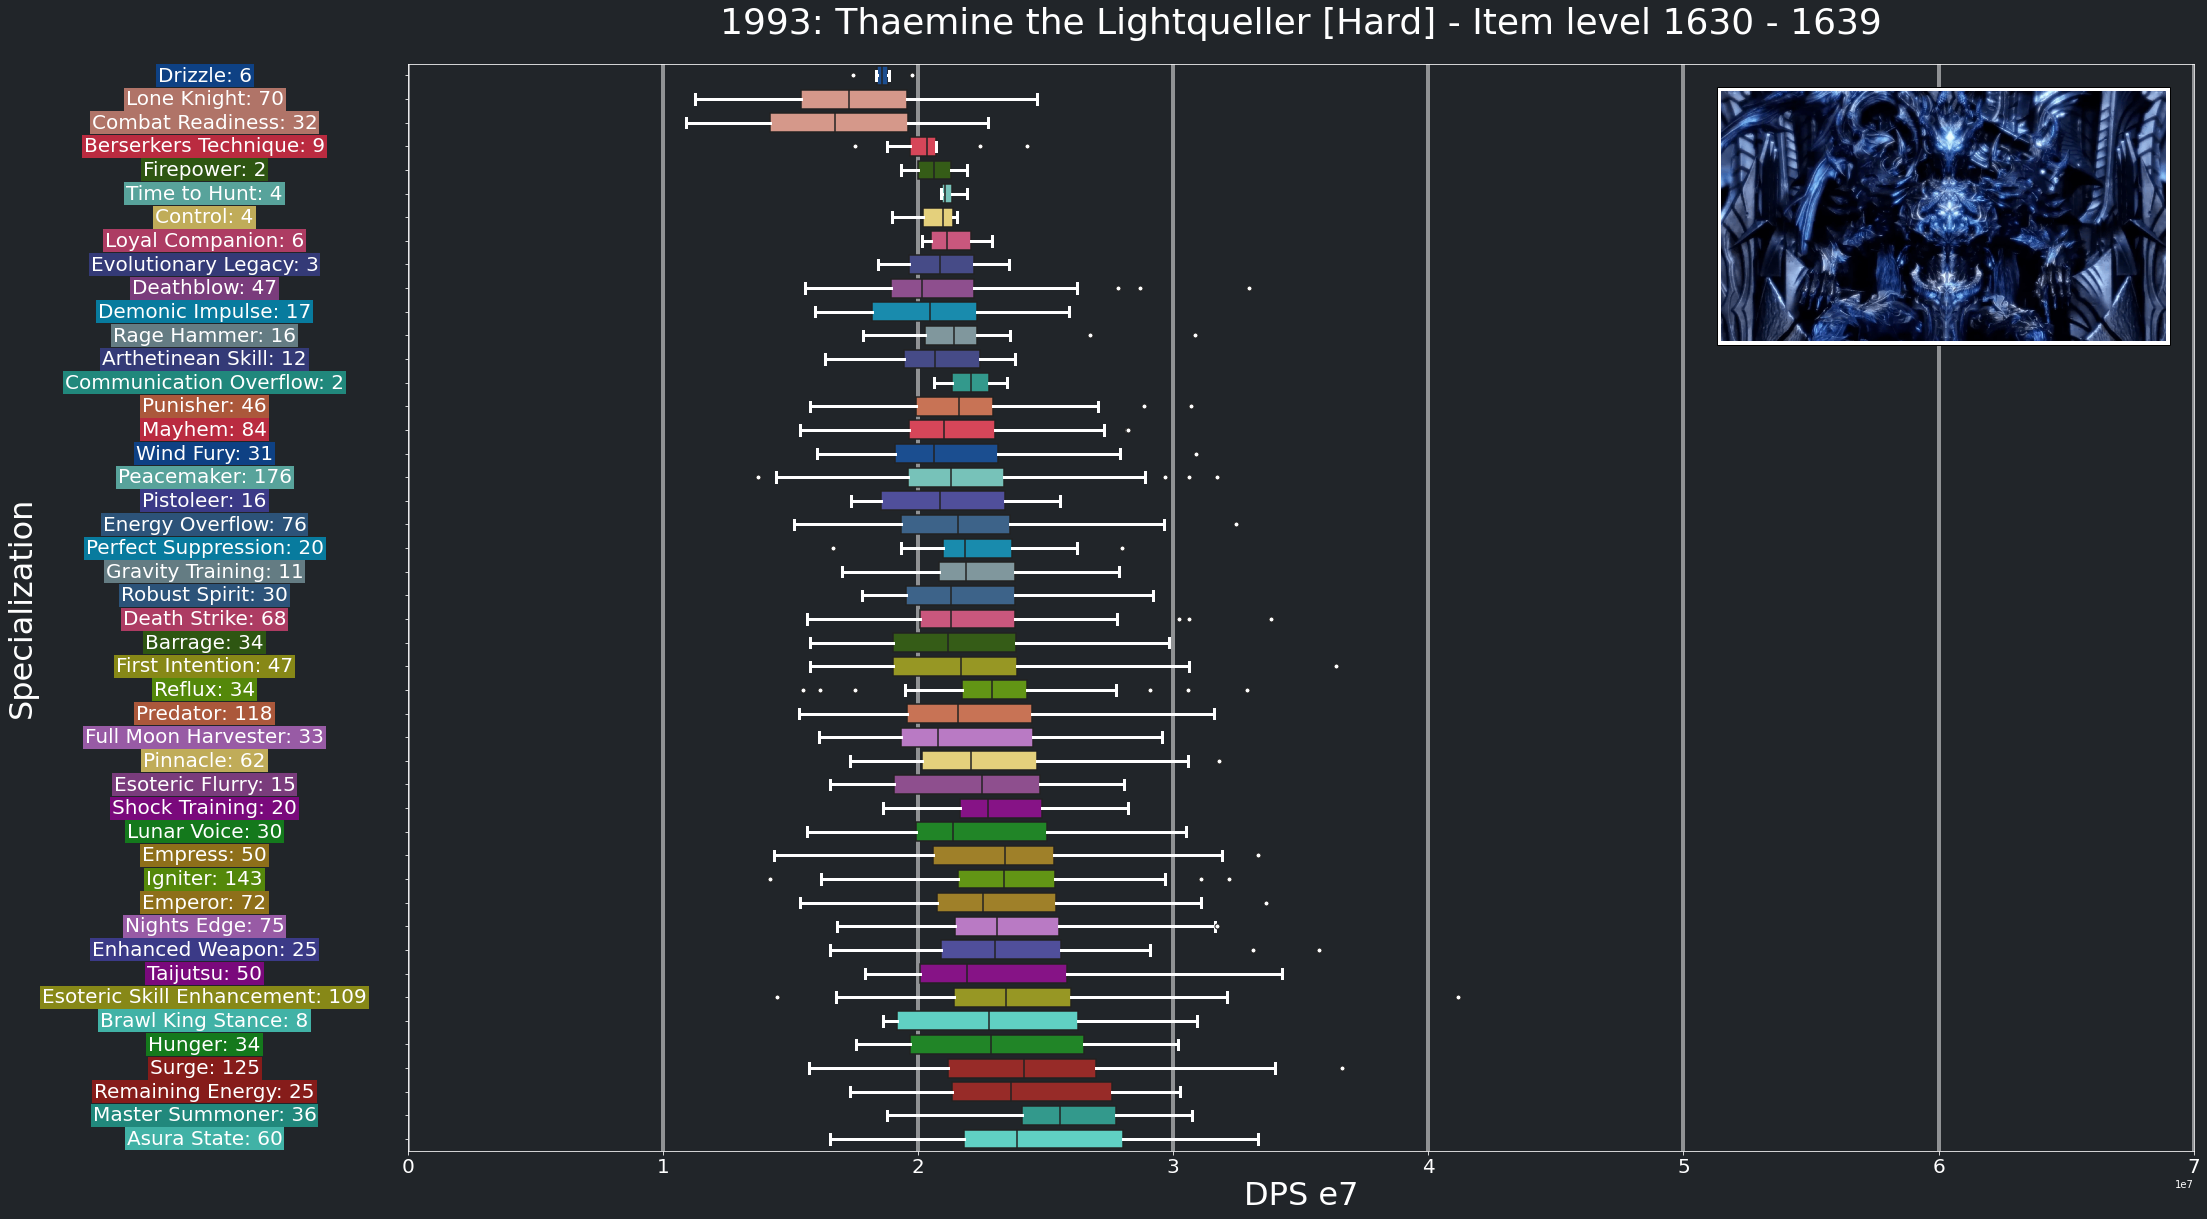 1993: Thaemine the Lightqueller [Hard] - Item level 1630 - 1639
Drizzle: 6
Lone Knight: 70
Combat Readiness: 32
Berserkers Technique: 9
Firepower: 2
Time to Hunt: 4
Control: 4
Loyal Companion: 6
Evolutionary Legacy: 3
Deathblow: 47
Demonic Impulse: 17
Rage Hammer: 16
Arthetinean Skill: 12
Communication Overflow: 2
Punisher: 46
Mayhem: 84
Wind Fury: 31
Peacemaker: 176
Pistoleer: 16
Energy Overflow: 76
Perfect Suppression: 20
Gravity Training: 11
Robust Spirit: 30
Death Strike: 68
Barrage: 34
First Intention: 47
Reflux: 34
Predator: 118
Full Moon Harvester: 33
Pinnacle: 62
Esoteric Flurry: 15
Shock Training: 20
Lunar Voice: 30
Empress: 50
Igniter: 143
Emperor: 72
Nights Edge: 75
Enhanced Weapon: 25
Taijutsu: 50
Esoteric Skill Enhancement: 109
Brawl King Stance: 8
Hunger: 34
Surge: 125
Remaining Energy: 25
Master Summoner: 36
Asura State: 60
Specialization
0 1 2 3 4 5 6 7
1e7
DPS e7